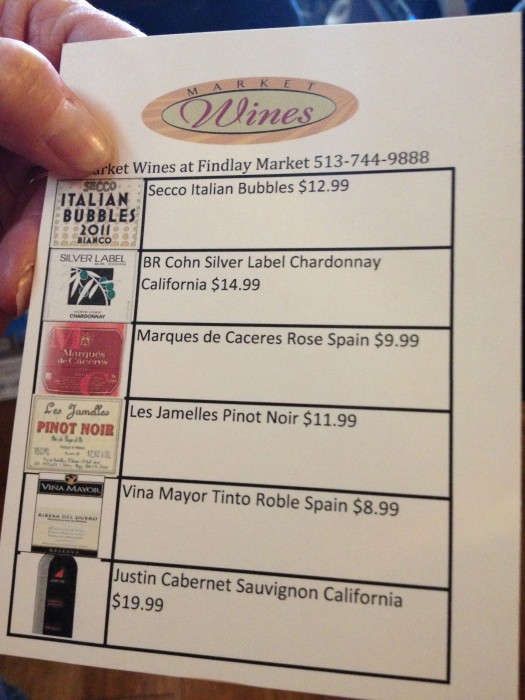 MARKET
Wines
arket Wines at Findlay Market 513-744-9888
SECCO
ITALIAN
BUBBLES
2011
BIANCO
Secco Italian Bubbles $12.99
SILVER LABEL
CHARDONNAY
BR Cohn Silver Label Chardonnay
California $14.99
Marqués
de Cáceres
Marques de Caceres Rose Spain $9.99
Les Jamelles
PINOT NOIR
Les Jamelles Pinot Noir $11.99
VIÑA MAYOR
RIBERA DEL DUERO
RESERVA
Vina Mayor Tinto Roble Spain $8.99
Justin Cabernet Sauvignon California
$19.99